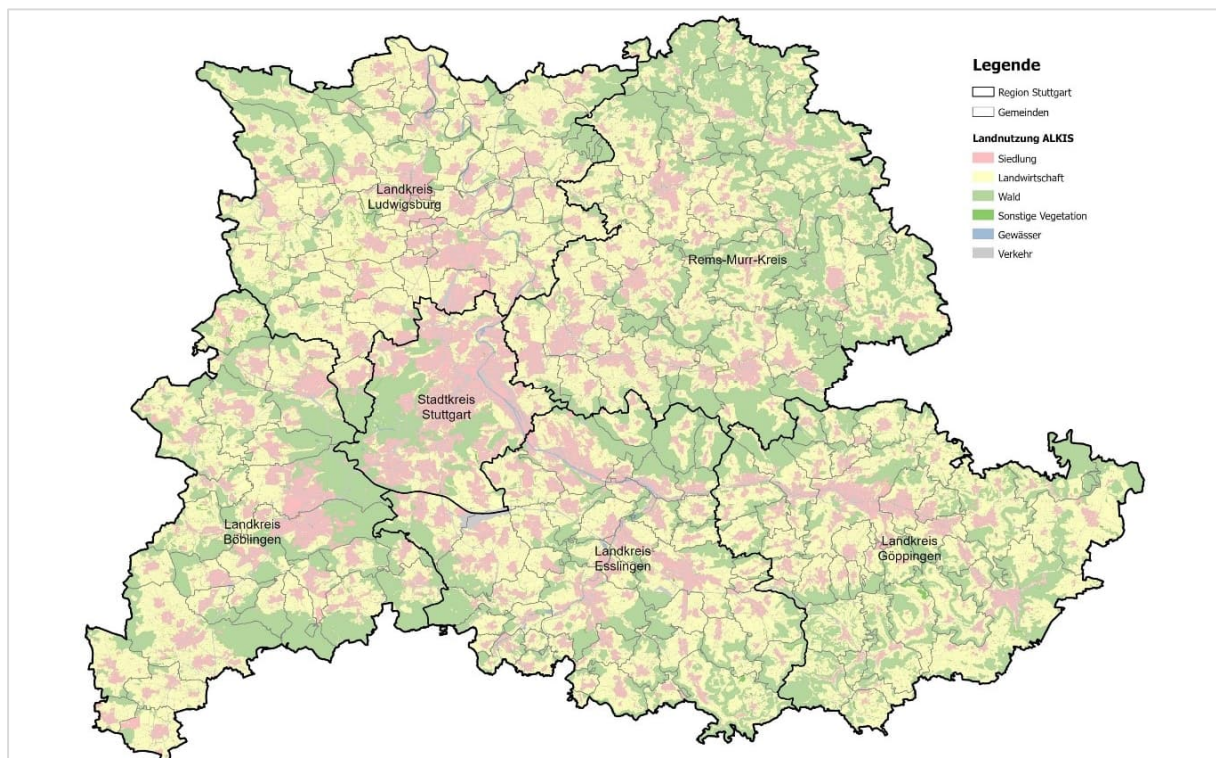 Legende
Region Stuttgart
Gemeinden
Landnutzung ALKIS
Siedlung
Landwirtschaft
Wald
Sonstige Vegetation
Gewässer
Verkehr
Landkreis
Ludwigsburg
Rems-Murr-Kreis
Stadtkreis
Stuttgart
Landkreis
Böblingen
Landkreis
Esslingen
Landkreis
Göppingen